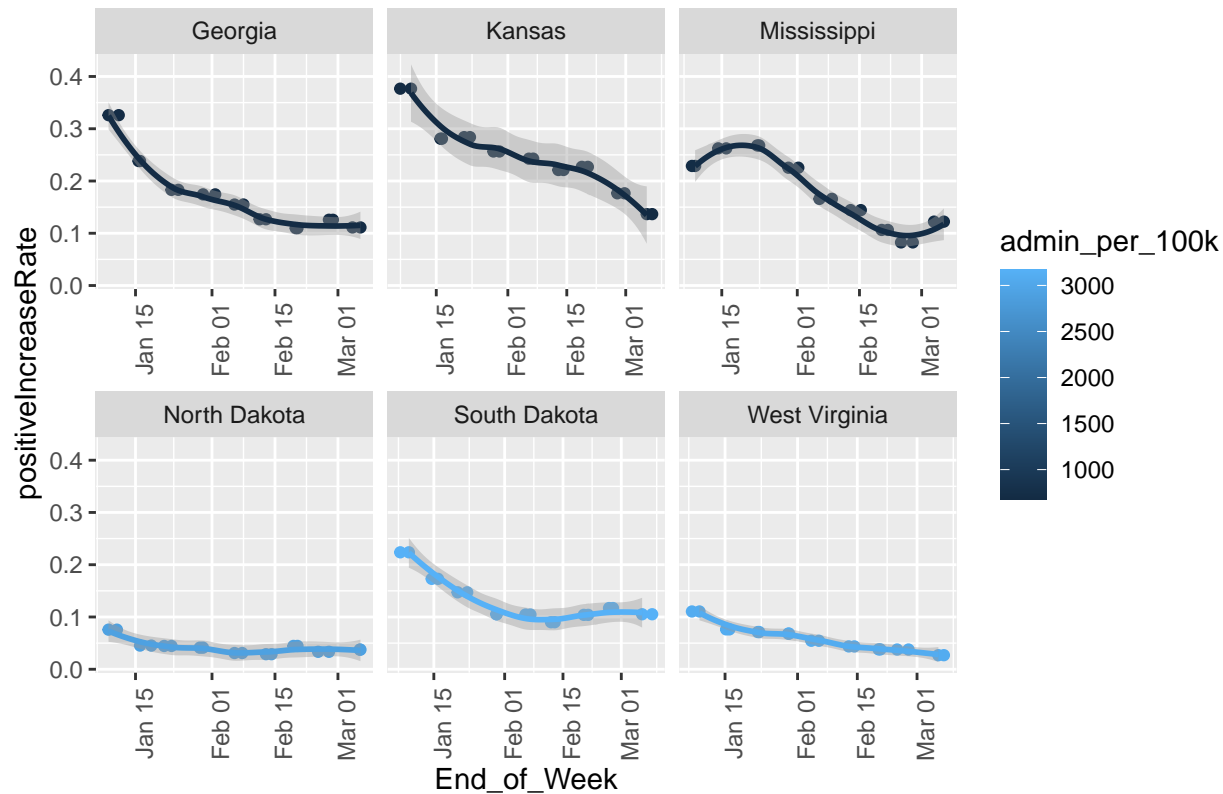 Georgia
Kansas
Mississippi
0.4
0.3
0.2
0.1
0.0
Jan 15
Feb 01
Feb 15
Mar 01
Jan 15
Feb 01
Feb 15
Mar 01
Jan 15
Feb 01
Feb 15
Mar 01
North Dakota
South Dakota
West Virginia
0.4
0.3
0.2
0.1
0.0
Jan 15
Feb 01
Feb 15
Mar 01
Jan 15
Feb 01
Feb 15
Mar 01
Jan 15
Feb 01
Feb 15
Mar 01
positiveIncreaseRate
End_of_Week
admin_per_100k
3000
2500
2000
1500
1000